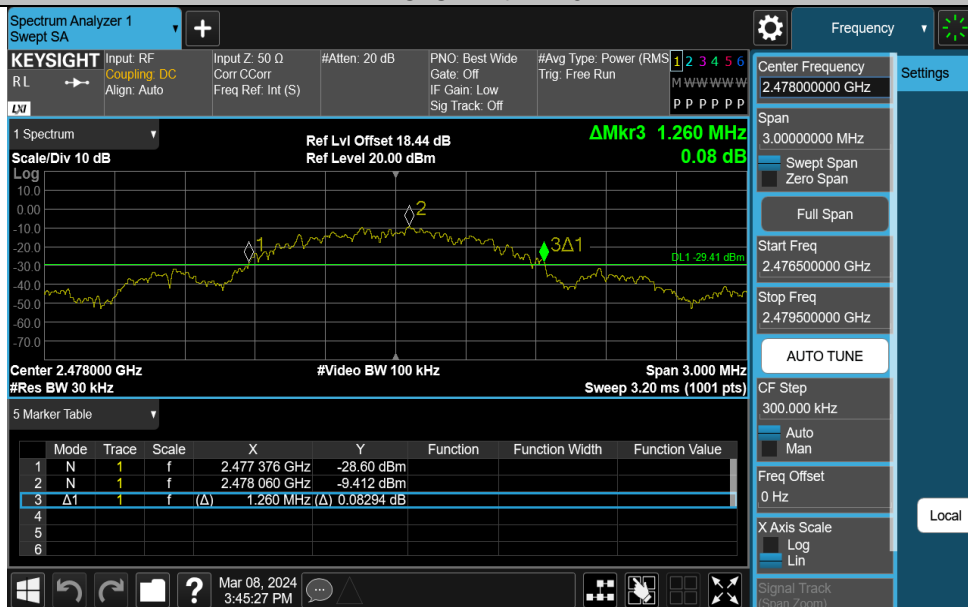 Spectrum Analyzer 1
Swept SA
Frequency
KEYSIGHT
RL
LXI
Input: RF
Coupling: DC
Align: Auto
Input Z: 50 Ω
Corr CCorr
Freq Ref: Int (S)
#Atten: 20 dB
PNO: Best Wide
Gate: Off
IF Gain: Low
Sig Track: Off
#Avg Type: Power (RMS
Trig: Free Run
1 2 3 4 5 6
M W W W W W
P P P P P P
1 Spectrum
Scale/Div 10 dB
Ref Lvl Offset 18.44 dB
Ref Level 20.00 dBm
ΔMkr3 1.260 MHz
0.08 dB
Log
10.0
0.00
-10.0
-20.0
-30.0
-40.0
-50.0
-60.0
-70.0
1
2
3Δ1
DL1 -29.41 dBm
Center 2.478000 GHz
#Res BW 30 kHz
#Video BW 100 kHz
Span 3.000 MHz
Sweep 3.20 ms (1001 pts)
5 Marker Table
Mode Trace Scale X Y Function Function Width Function Value
1 N 1 f 2.477 376 GHz -28.60 dBm
2 N 1 f 2.478 060 GHz -9.412 dBm
3 Δ1 1 f (Δ) 1.260 MHz (Δ) 0.08294 dB
4
5
6
Mar 08, 2024
3:45:27 PM
Center Frequency
2.478000000 GHz
Settings
Span
3.00000000 MHz
Swept Span
Zero Span
Full Span
Start Freq
2.476500000 GHz
Stop Freq
2.479500000 GHz
AUTO TUNE
CF Step
300.000 kHz
Auto
Man
Freq Offset
0 Hz
Local
X Axis Scale
Log
Lin
Signal Track
(Span Zoom)